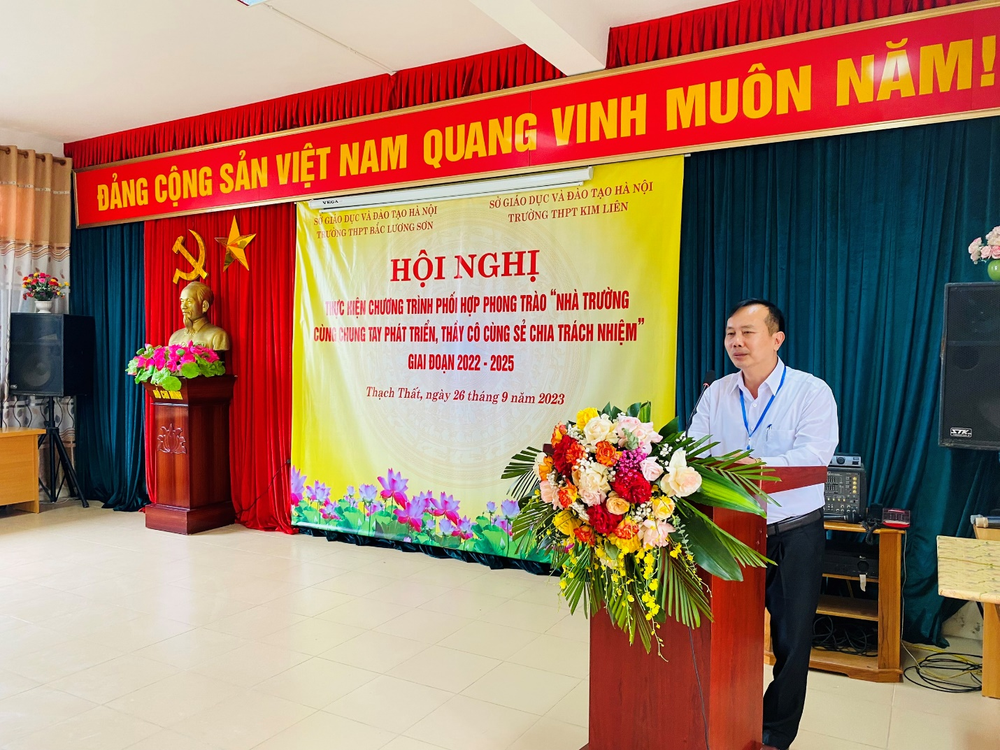 ĐẢNG CỘNG SẢN VIỆT NAM QUANG VINH MUÔN NĂM!
VEGA
SỞ GIÁO DỤC VÀ ĐÀO TẠO HÀ NỘI
TRƯỜNG THPT BẮC LƯƠNG SƠN
SỞ GIÁO DỤC VÀ ĐÀO TẠO HÀ NỘI
TRƯỜNG THPT KIM LIÊN
HỘI NGHỊ
THỰC HIỆN CHƯƠNG TRÌNH PHỐI HỢP PHONG TRÀO “NHÀ TRƯỜNG
CÙNG CHUNG TAY PHÁT TRIỂN, THẦY CÔ CÙNG SẺ CHIA TRÁCH NHIỆM”
GIAI ĐOẠN 2022 - 2025
Thạch Thất, ngày 26 tháng 9 năm 2023
HỒ CHÍ MINH
STK